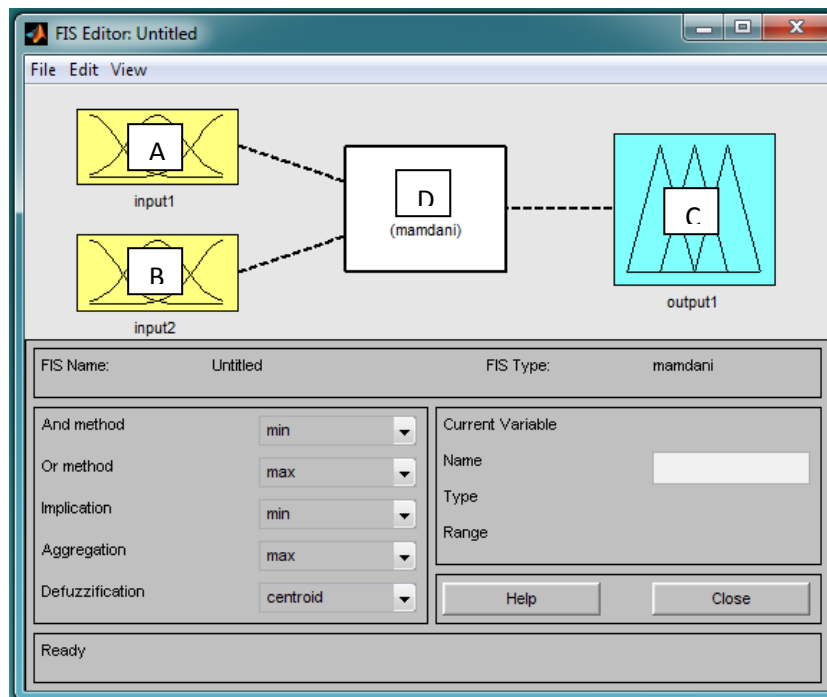 FIS Editor: Untitled
File Edit View
A
input1
B
input2
D
(mamdani)
C
output1
FIS Name: Untitled FIS Type: mamdani
And method min
Or method max
Implication min
Aggregation max
Defuzzification centroid
Current Variable
Name
Type
Range
Help Close
Ready